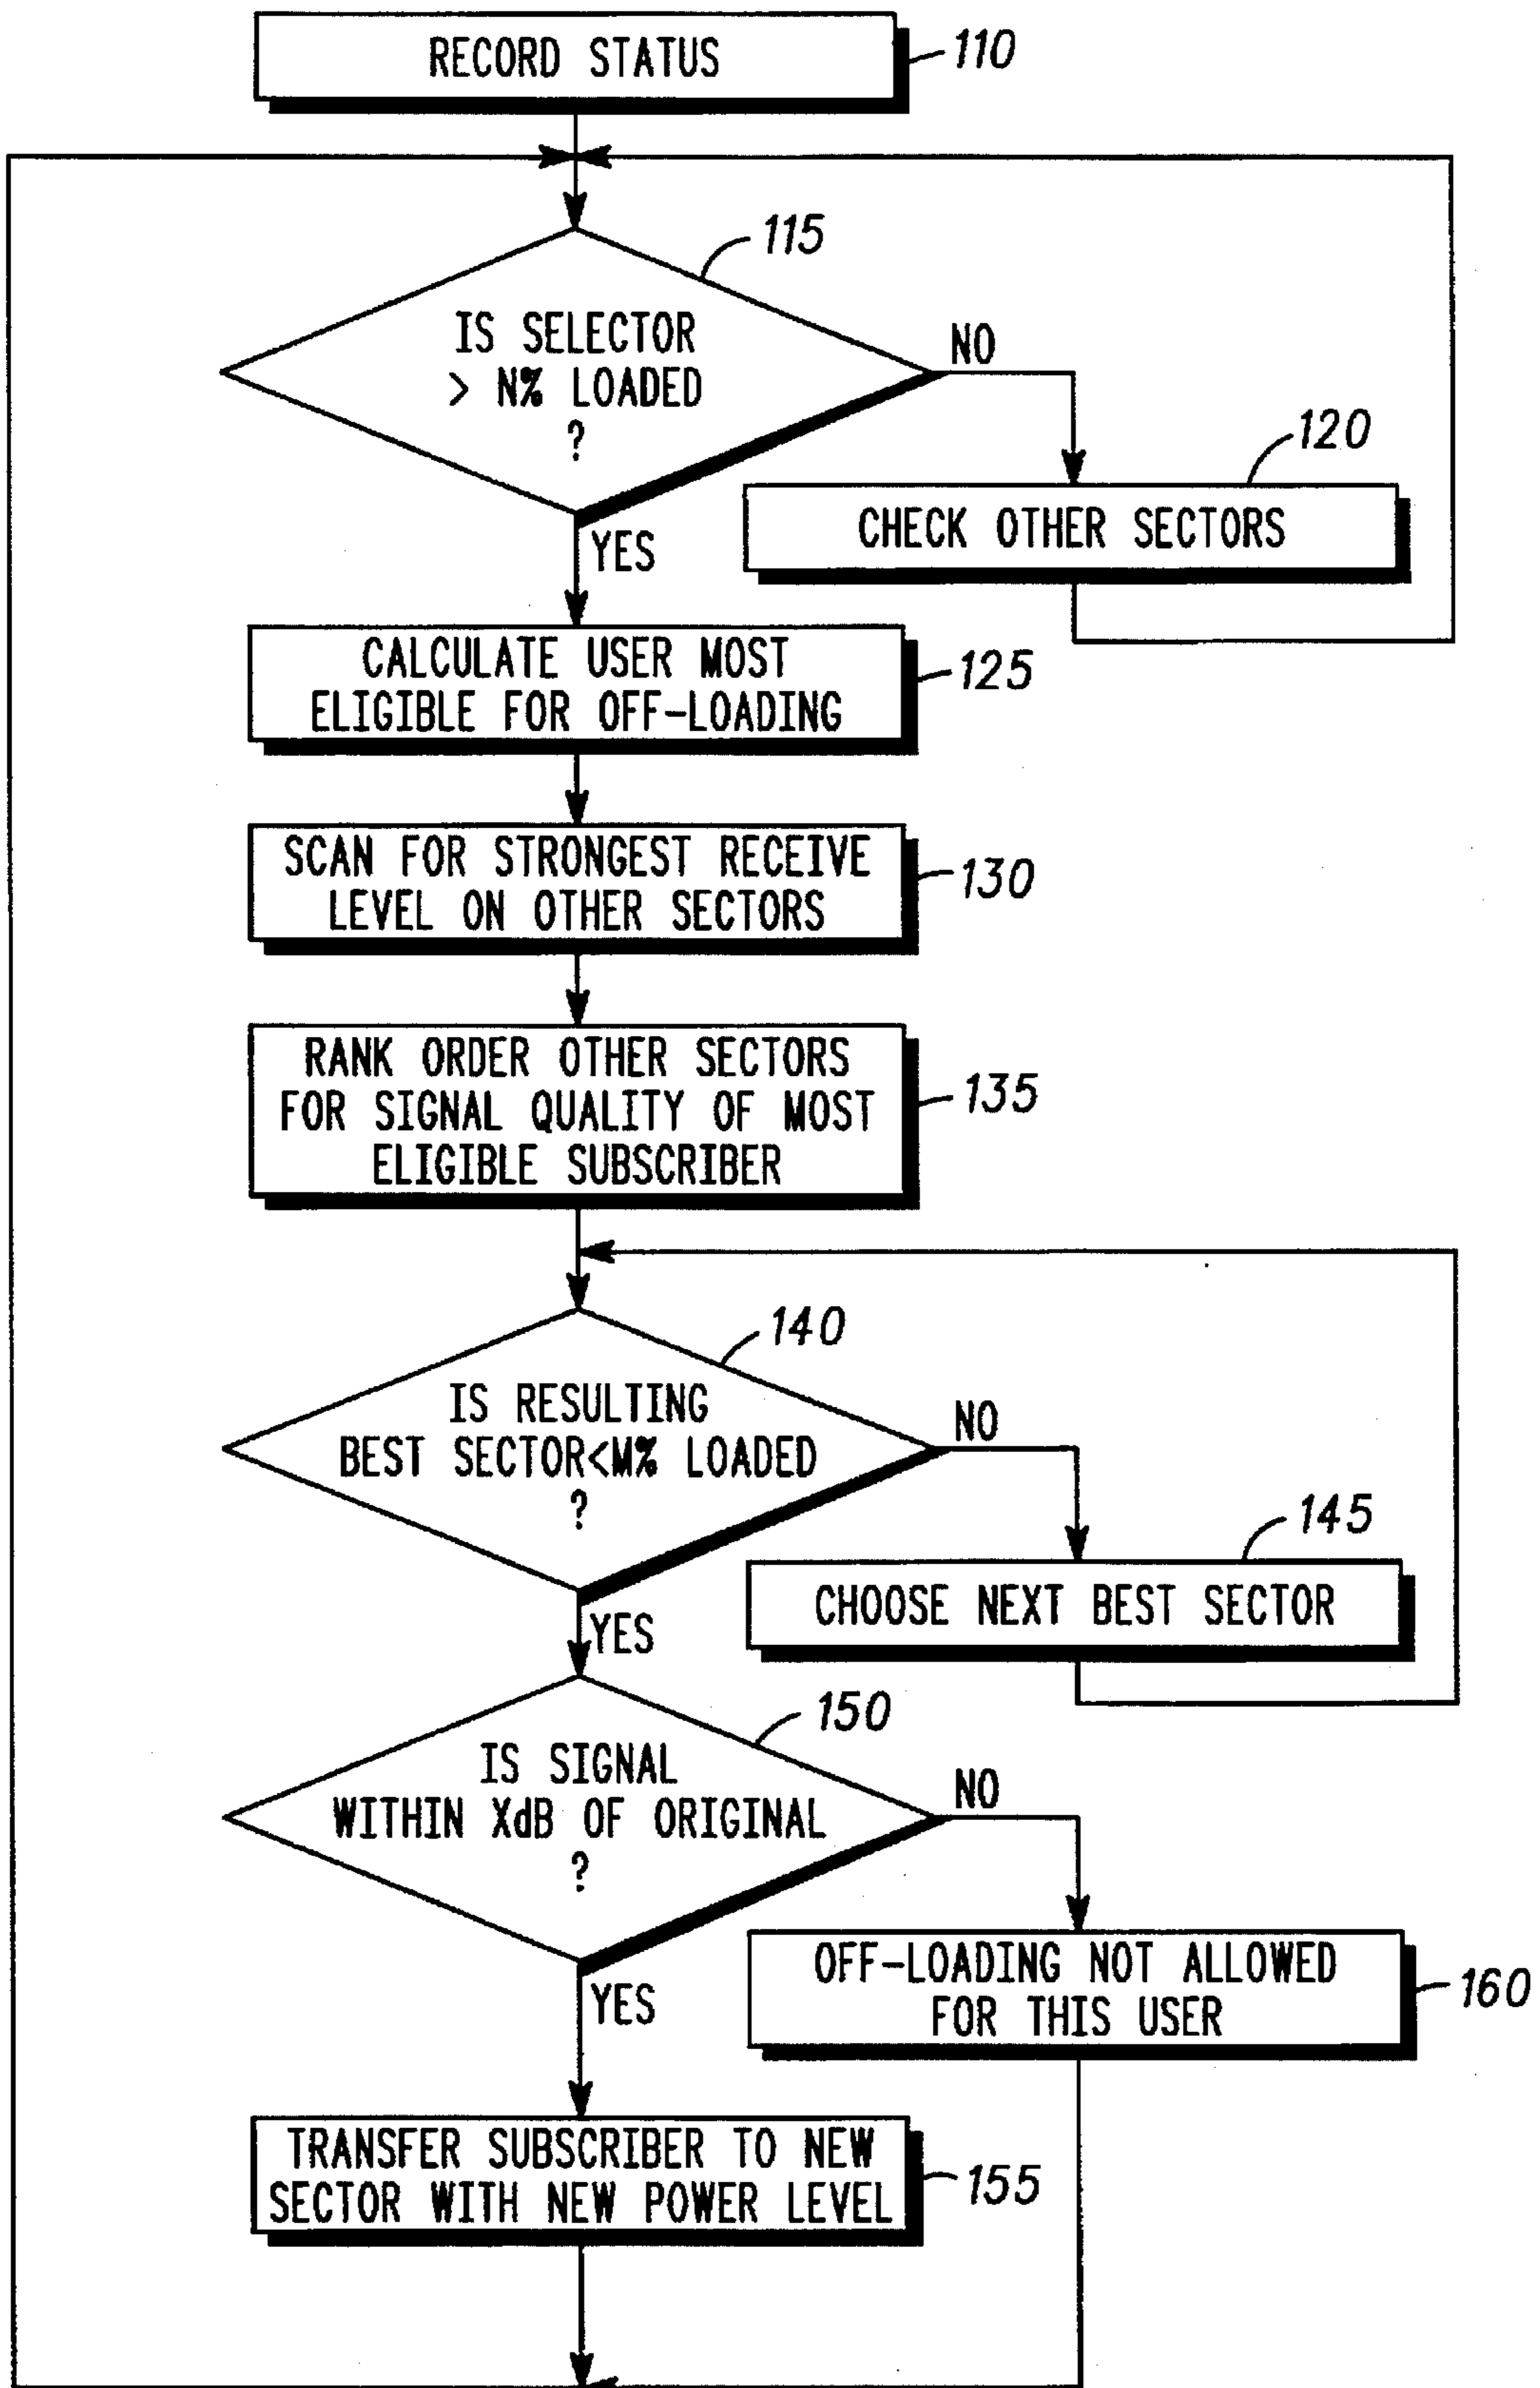 RECORD STATUS
110
115
IS SELECTOR
> N% LOADED
?
NO
YES
120
CHECK OTHER SECTORS
CALCULATE USER MOST
ELIGIBLE FOR OFF-LOADING
125
SCAN FOR STRONGEST RECEIVE
LEVEL ON OTHER SECTORS
130
RANK ORDER OTHER SECTORS
FOR SIGNAL QUALITY OF MOST
ELIGIBLE SUBSCRIBER
135
140
IS RESULTING
BEST SECTOR<M% LOADED
?
NO
YES
145
CHOOSE NEXT BEST SECTOR
150
IS SIGNAL
WITHIN XdB OF ORIGINAL
?
NO
YES
OFF-LOADING NOT ALLOWED
FOR THIS USER
160
TRANSFER SUBSCRIBER TO NEW
SECTOR WITH NEW POWER LEVEL
155